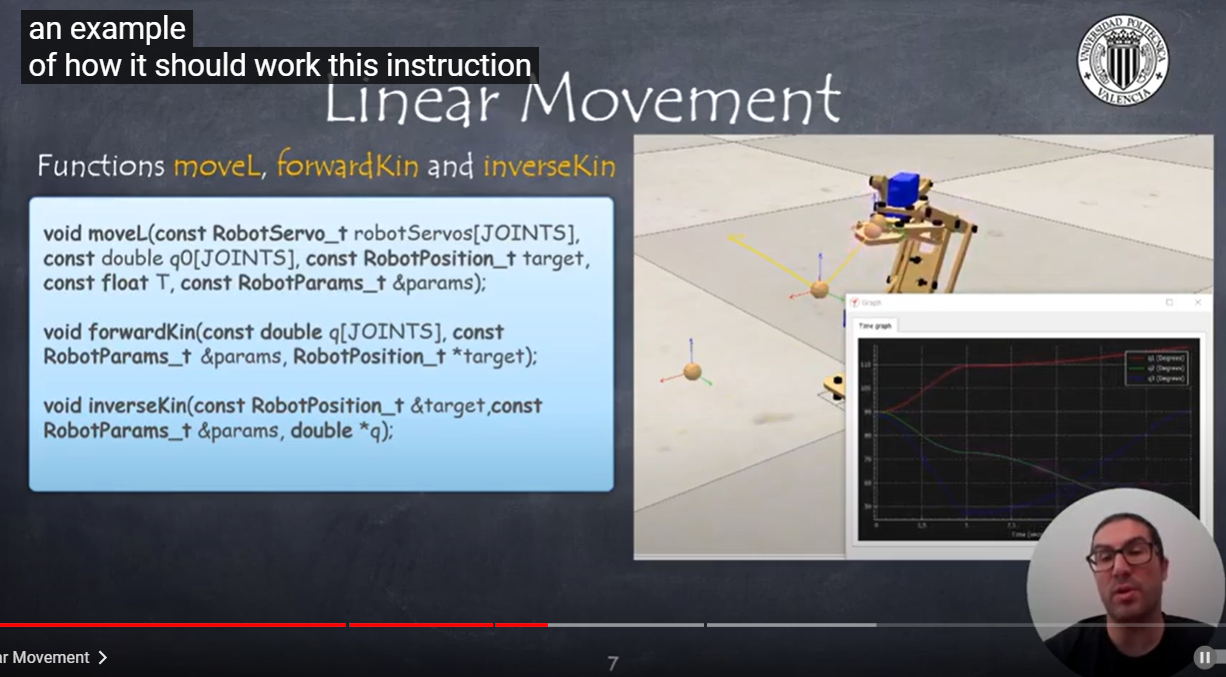 an example
of how it should work this instruction
UNIVERSIDAD POLITECNICA
VALENCIA
Linear Movement
Functions moveL, forwardKin and inverseKin
void moveL(const RobotServo_t robotServos[JOINTS],
const double q0[JOINTS], const RobotPosition_t target,
const float T, const RobotParams_t &params);
void forwardKin(const double q[JOINTS], const
RobotParams_t &params, RobotPosition_t *target);
void inverseKin(const RobotPosition_t &target,const
RobotParams_t &params, double *q);
Graph
Time graph
q1 (Degrees)
q2 (Degrees)
q3 (Degrees)
ar Movement
7